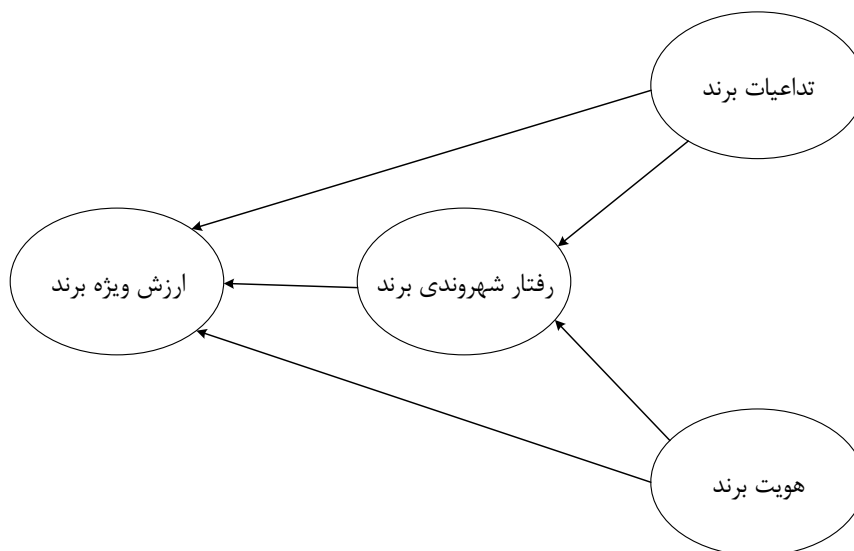 تداعیات برند
رفتار شهروندی برند
ارزش ویژه برند
هویت برند